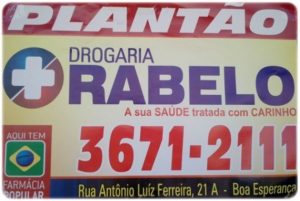 PLANTÃO
DROGARIA
RABELO
A sua SAÚDE tratada com CARINHO
AQUI TEM
3671-2111
FARMÁCIA
POPULAR
Rua Antônio Luíz Ferreira, 21 A - Boa Esperança